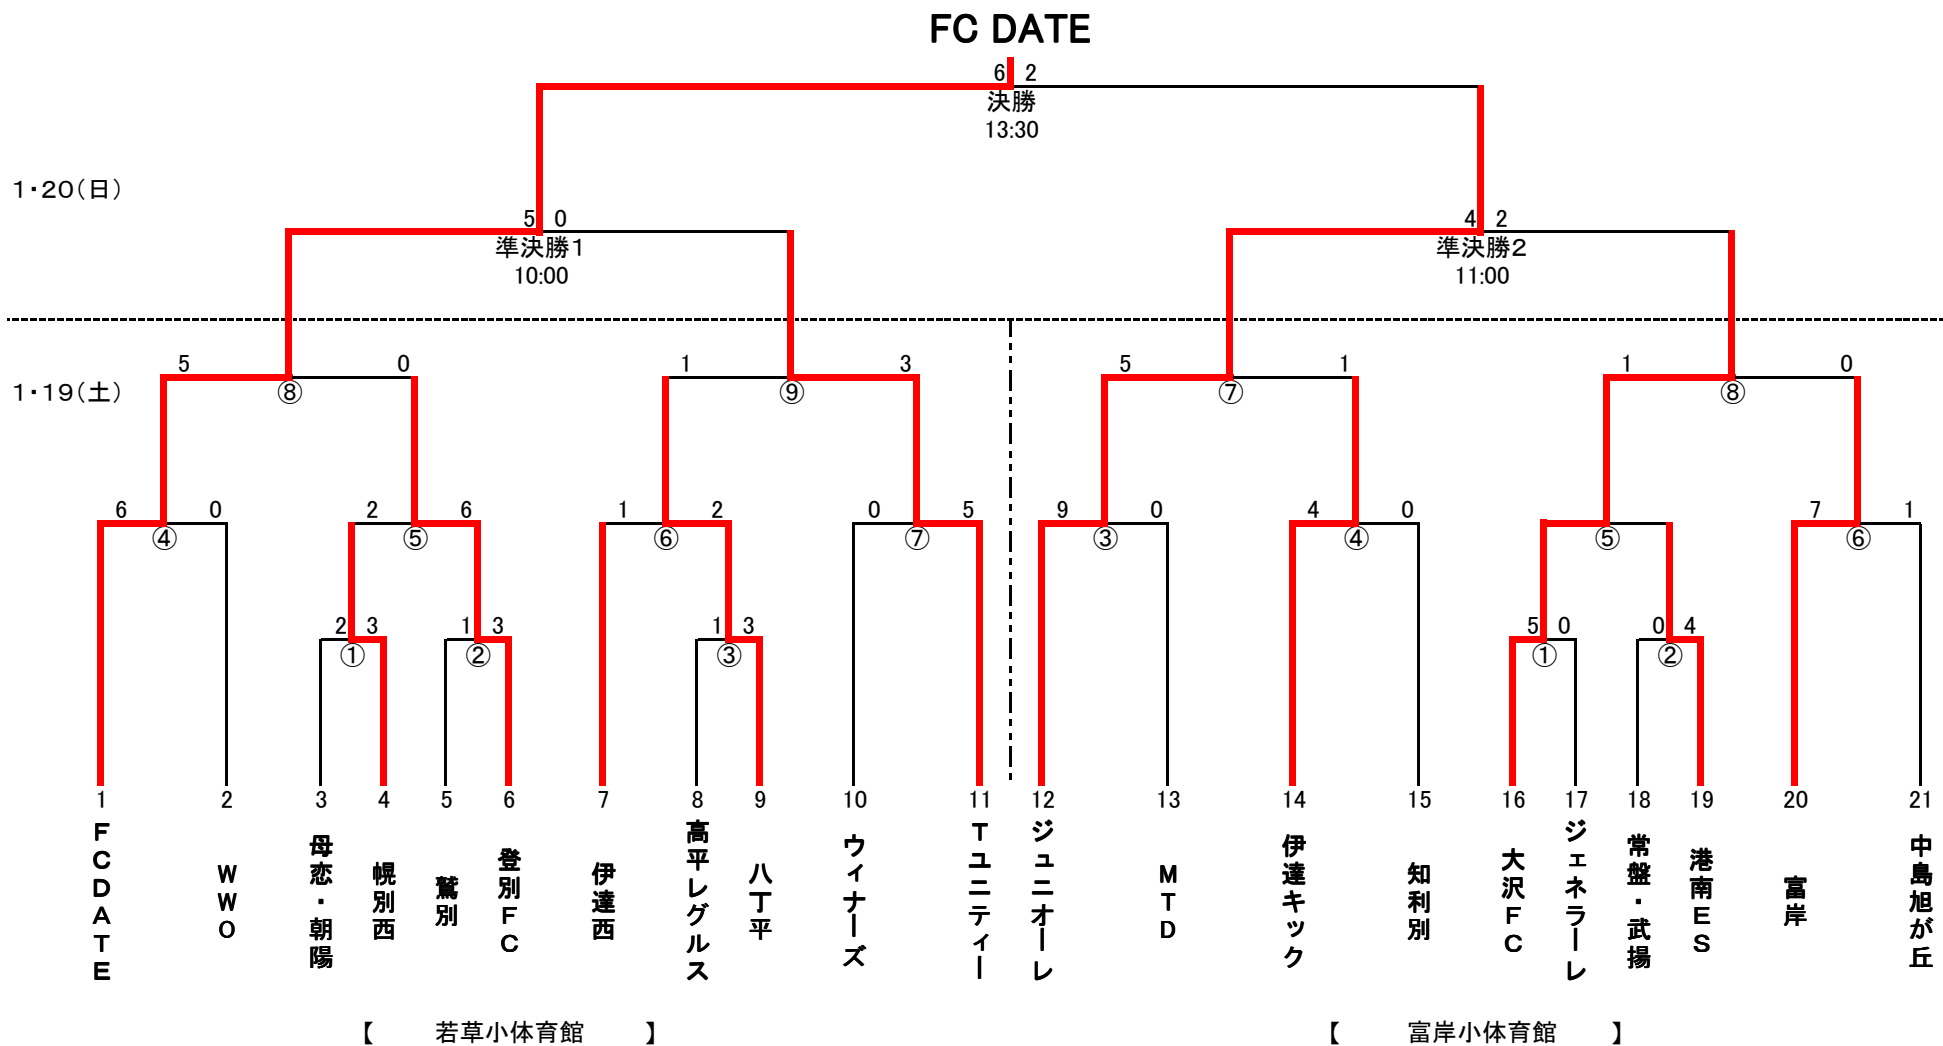 FC DATE
6 2
決勝
13:30
1・20(日)
5 0 4 2
準決勝1 準決勝2
10:00 11:00
5 0 1 3 5 1 1 0
1・19(土)
⑧ ⑨ ⑦ ⑧
6 0 2 6 1 2 0 5 9 0 4 0 7 1
④ ⑤ ⑥ ⑦ ③ ④ ⑤ ⑥
2 3 1 3 1 3 5 0 0 4
① ② ③ ① ②
1 2 3 4 5 6 7 8 9 10 11 12 13 14 15 16 17 18 19 20 21
FCDATE
WWO
母恋・朝陽
幌別西
鷲別
登別FC
伊達西
高平レグルス
八丁平
ウィナーズ
Tユニティー
ジュニオーレ
MTD
伊達キック
知利別
大沢FC
ジェネラーレ
常盤・武揚
港南ES
富岸
中島旭が丘
【 若草小体育館 】 【 富岸小体育館 】